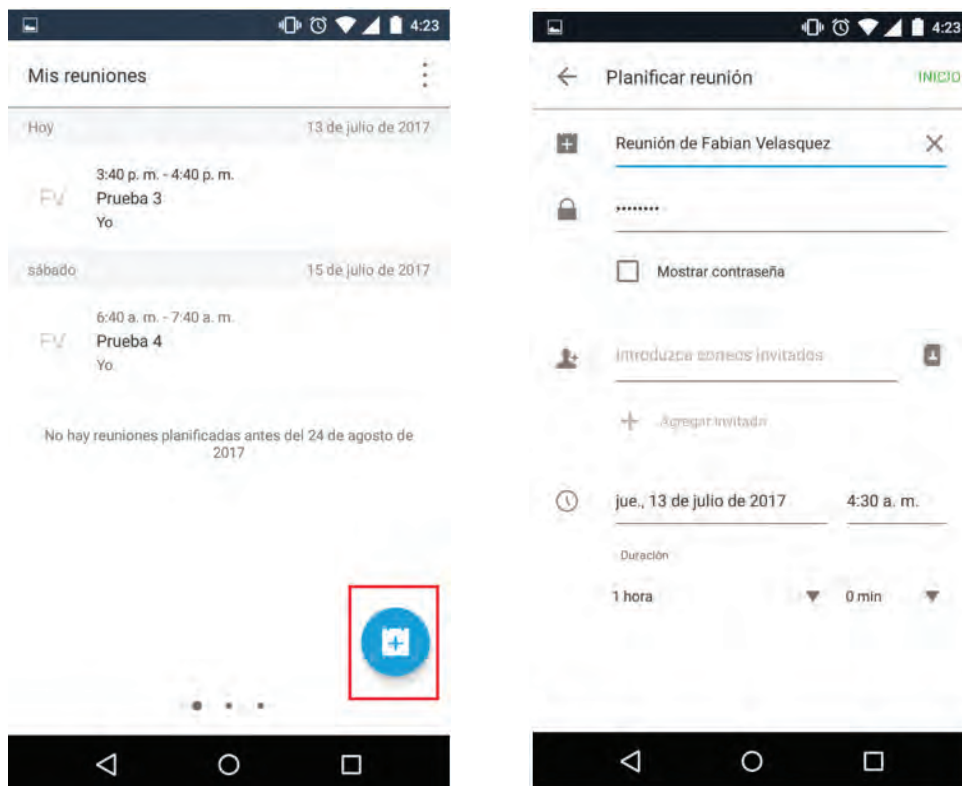 4:23
Mis reuniones
Hoy 13 de julio de 2017
3:40 p. m. - 4:40 p. m.
FV Prueba 3
Yo
sábado 15 de julio de 2017
6:40 a. m. - 7:40 a. m.
FV Prueba 4
Yo
No hay reuniones planificadas antes del 24 de agosto de
2017
4:23
Planificar reunión INICIO
Reunión de Fabian Velasquez
••••••••
Mostrar contraseña
Introduzca correos invitados
Agregar invitado
jue., 13 de julio de 2017 4:30 a. m.
Duración
1 hora 0 min